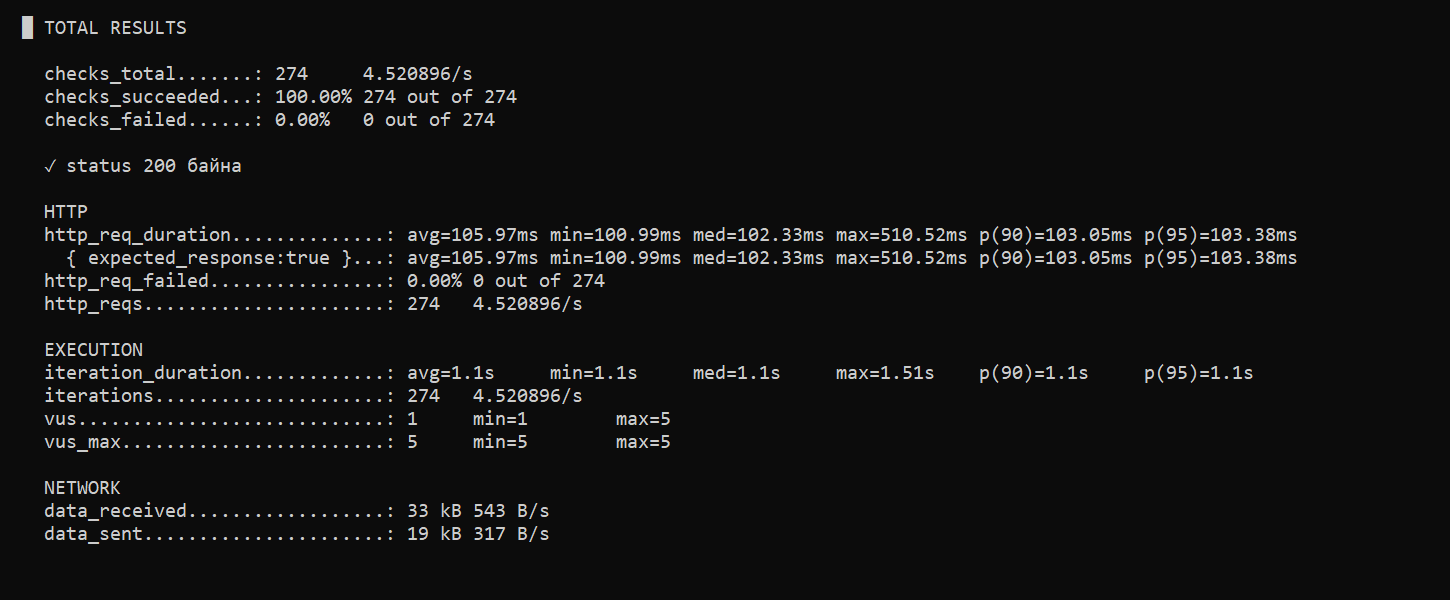 TOTAL RESULTS
checks_total.......: 274 4.520896/s
checks_succeeded...: 100.00% 274 out of 274
checks_failed......: 0.00% 0 out of 274
✓ status 200 байна
HTTP
http_req_duration..............: avg=105.97ms min=100.99ms med=102.33ms max=510.52ms p(90)=103.05ms p(95)=103.38ms
{ expected_response:true }...: avg=105.97ms min=100.99ms med=102.33ms max=510.52ms p(90)=103.05ms p(95)=103.38ms
http_req_failed................: 0.00% 0 out of 274
http_reqs......................: 274 4.520896/s
EXECUTION
iteration_duration.............: avg=1.1s min=1.1s med=1.1s max=1.51s p(90)=1.1s p(95)=1.1s
iterations.....................: 274 4.520896/s
vus............................: 1 min=1 max=5
vus_max........................: 5 min=5 max=5
NETWORK
data_received..................: 33 kB 543 B/s
data_sent......................: 19 kB 317 B/s